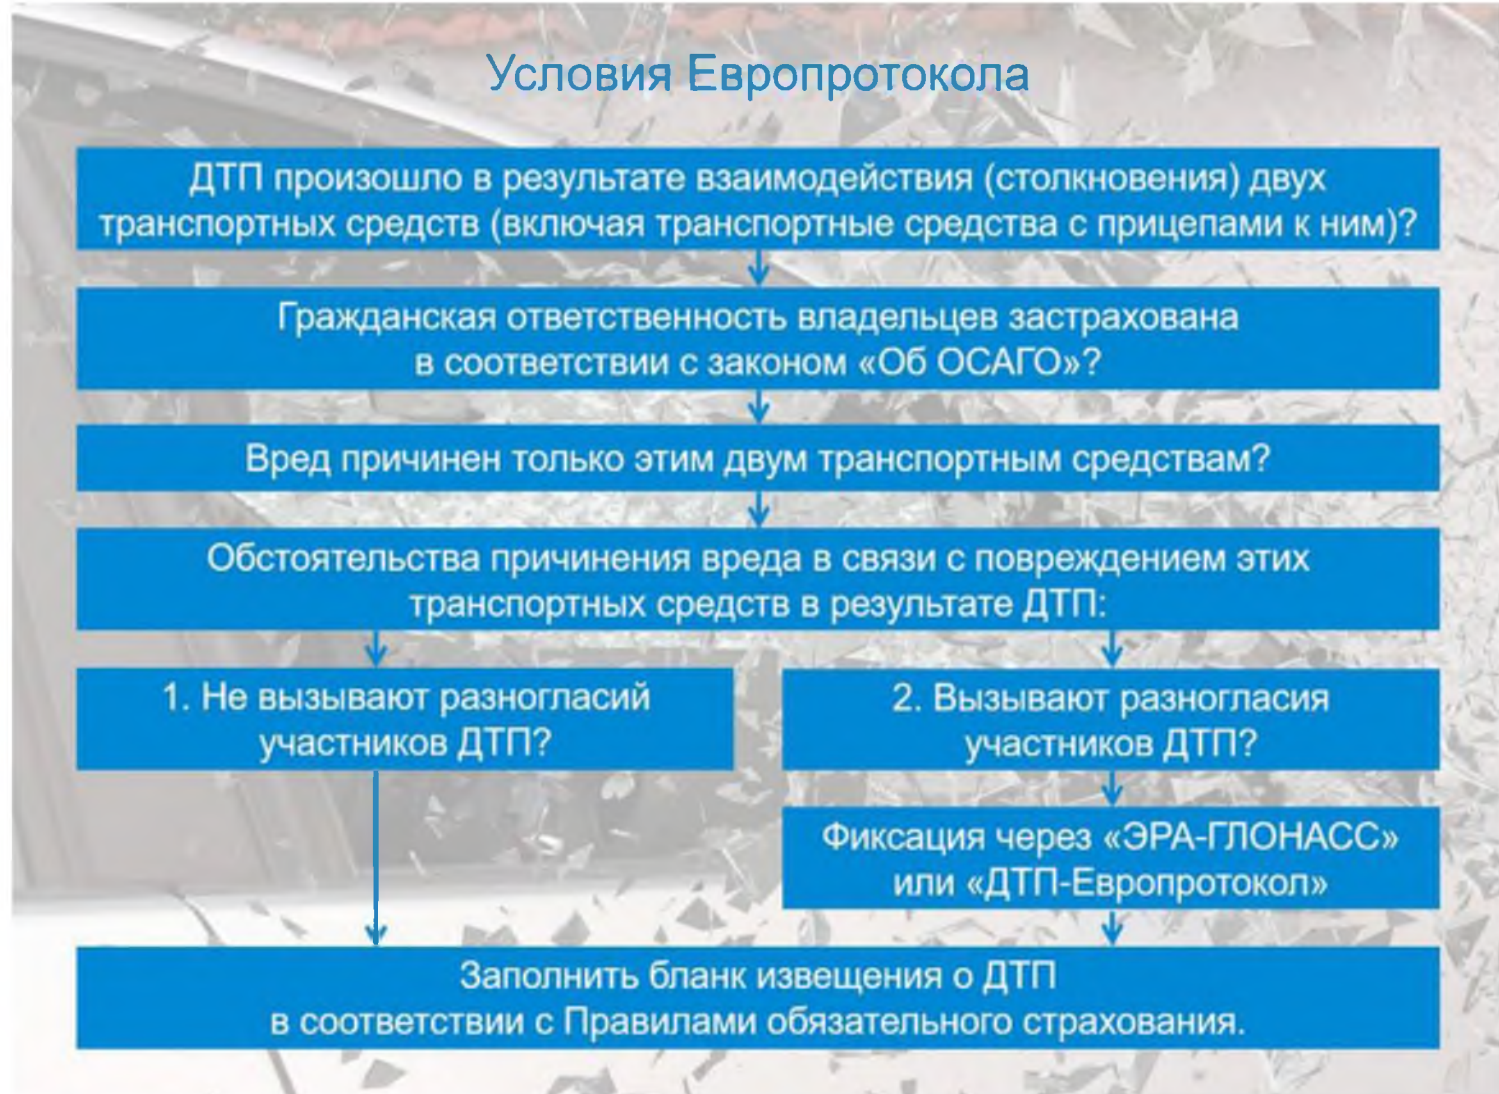 Условия Европротокола
ДТП произошло в результате взаимодействия (столкновения) двух
транспортных средств (включая транспортные средства с прицепами к ним)?
Гражданская ответственность владельцев застрахована
в соответствии с законом «Об ОСАГО»?
Вред причинен только этим двум транспортным средствам?
Обстоятельства причинения вреда в связи с повреждением этих
транспортных средств в результате ДТП:
1. Не вызывают разногласий
участников ДТП?
2. Вызывают разногласия
участников ДТП?
Фиксация через «ЭРА-ГЛОНАСС»
или «ДТП-Европротокол»
Заполнить бланк извещения о ДТП
в соответствии с Правилами обязательного страхования.